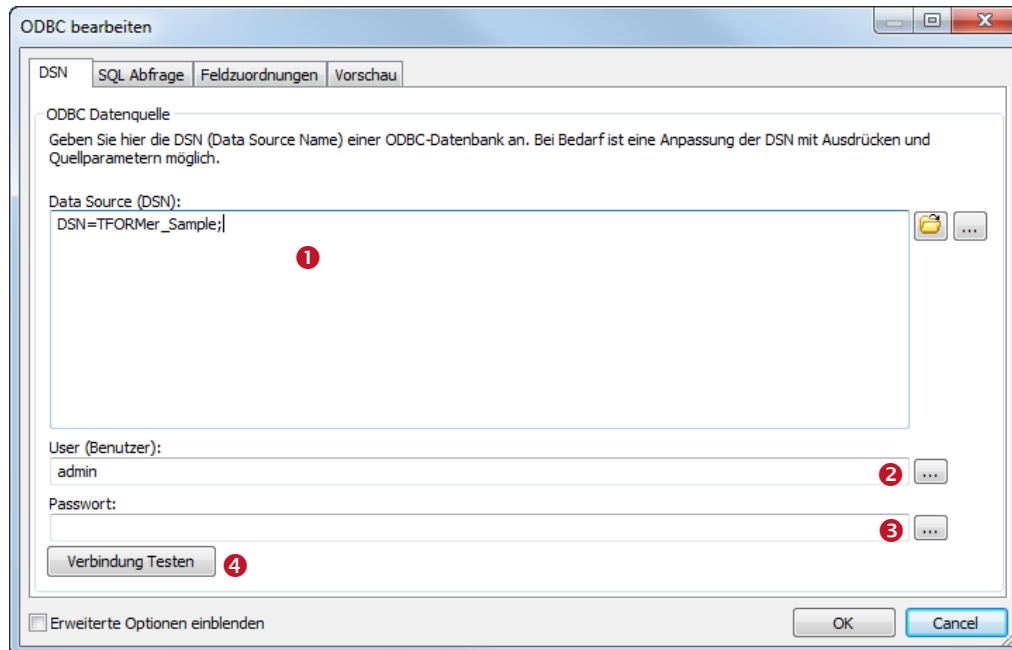 ODBC bearbeiten
DSN SQL Abfrage Feldzuordnungen Vorschau
ODBC Datenquelle
Geben Sie hier die DSN (Data Source Name) einer ODBC-Datenbank an. Bei Bedarf ist eine Anpassung der DSN mit Ausdrücken und
Quellparametern möglich.
Data Source (DSN):
DSN=TFORMer_Sample;
...
1
User (Benutzer):
admin 2 ...
Passwort:
3 ...
Verbindung Testen 4
Erweiterte Optionen einblenden OK Cancel